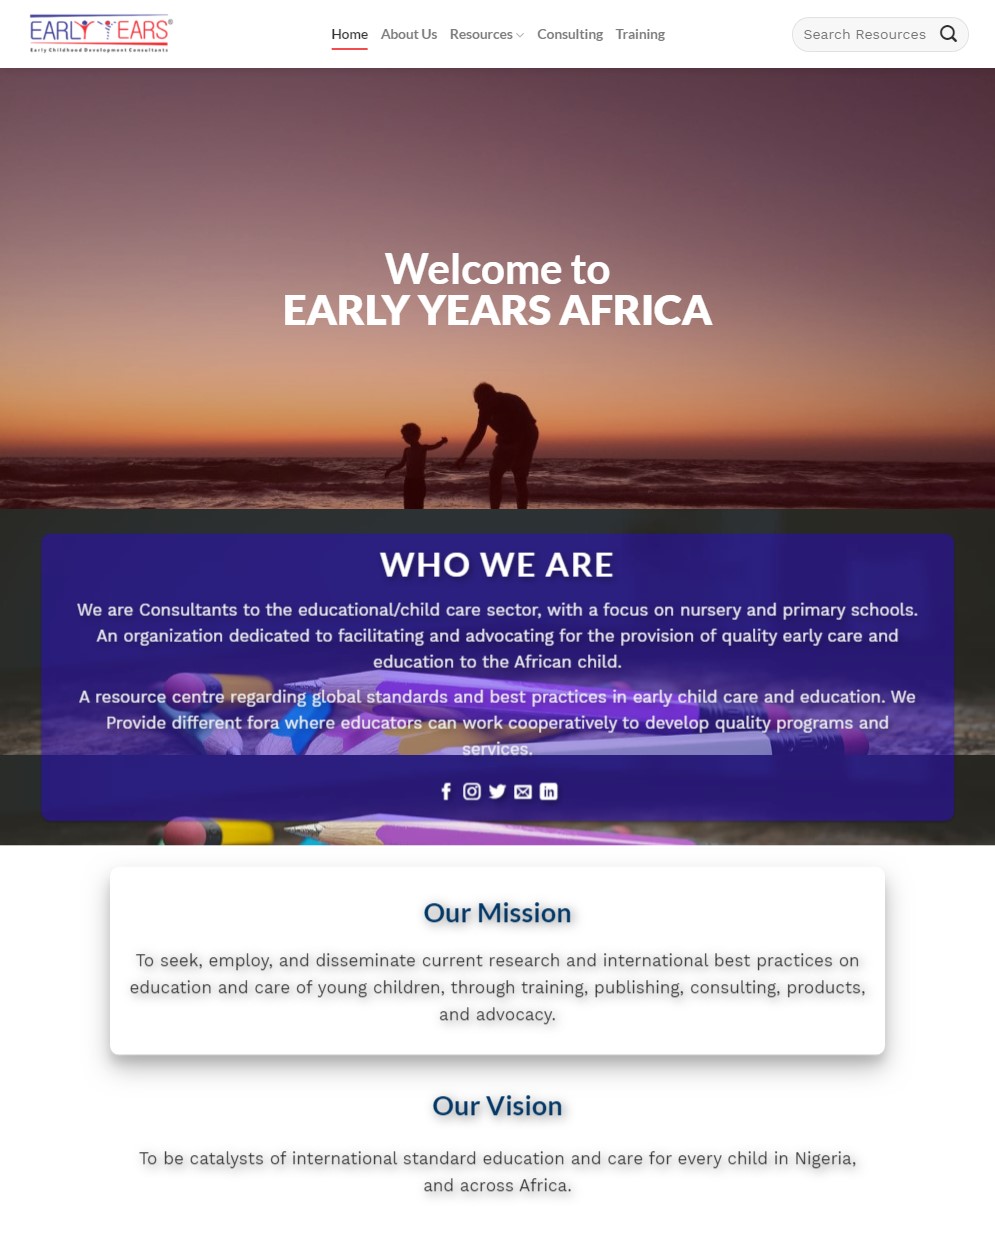 EARLY YEARS®
Early Childhood Development Consultants
Home About Us Resources Consulting Training
Search Resources
Welcome to
EARLY YEARS AFRICA
WHO WE ARE
We are Consultants to the educational/child care sector, with a focus on nursery and primary schools.
An organization dedicated to facilitating and advocating for the provision of quality early care and
education to the African child.
A resource centre regarding global standards and best practices in early child care and education. We
Provide different fora where educators can work cooperatively to develop quality programs and
services.
Our Mission
To seek, employ, and disseminate current research and international best practices on
education and care of young children, through training, publishing, consulting, products,
and advocacy.
Our Vision
To be catalysts of international standard education and care for every child in Nigeria,
and across Africa.